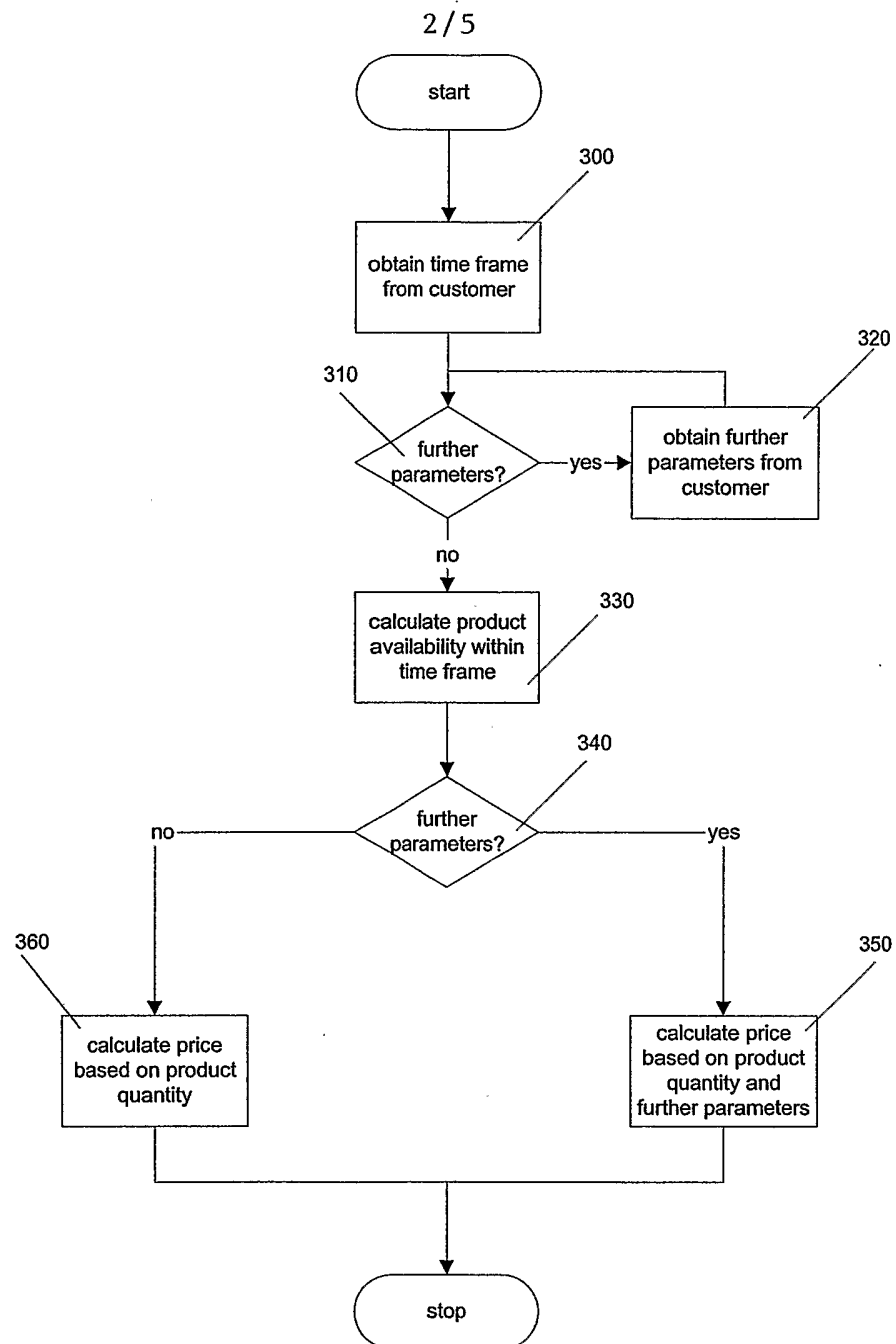 2/5
start
300
obtain time frame
from customer
320
310
further
parameters?
yes
obtain further
parameters from
customer
no
calculate product
availability within
time frame
330
340
further
parameters?
no
yes
360
350
calculate price
based on product
quantity
calculate price
based on product
quantity and
further parameters
stop